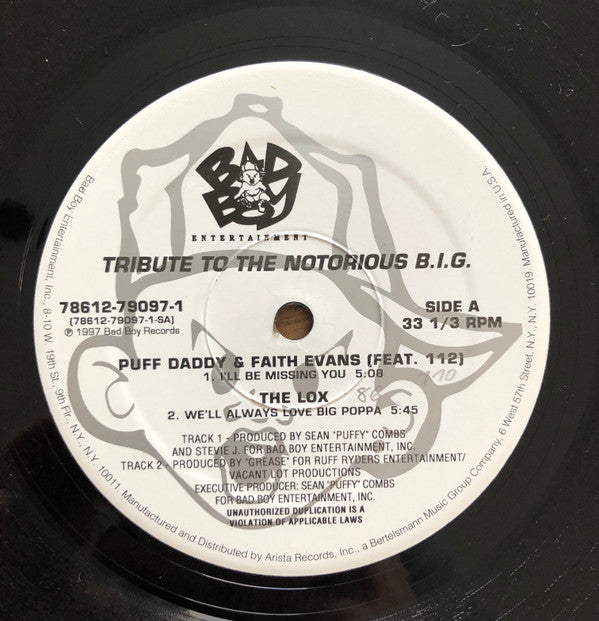 BAD
BOY
ENTERTAINMENT
TRIBUTE TO THE NOTORIOUS B.I.G.
78612-79097-1
(78612-79097-1-SA)
℗ 1997 Bad Boy Records
SIDE A
33 1/3 RPM
PUFF DADDY & FAITH EVANS (FEAT. 112)
1. I'LL BE MISSING YOU 5:08
THE LOX
86 110
2. WE'LL ALWAYS LOVE BIG POPPA 5:45
TRACK 1 - PRODUCED BY SEAN "PUFFY" COMBS
AND STEVIE J. FOR BAD BOY ENTERTAINMENT, INC.
TRACK 2 - PRODUCED BY "GREASE" FOR RUFF RYDERS ENTERTAINMENT/
VACANT LOT PRODUCTIONS
EXECUTIVE PRODUCER: SEAN "PUFFY" COMBS
FOR BAD BOY ENTERTAINMENT, INC.
UNAUTHORIZED DUPLICATION IS A
VIOLATION OF APPLICABLE LAWS
Bad Boy Entertainment, Inc., 8-10 W. 19th St., 9th Flr., N.Y., N.Y. 10011. Manufactured and Distributed by Arista Records, Inc., a Bertelsmann Music Group Company, 6 West 57th Street, N.Y., N.Y. 10019. Manufactured in U.S.A.